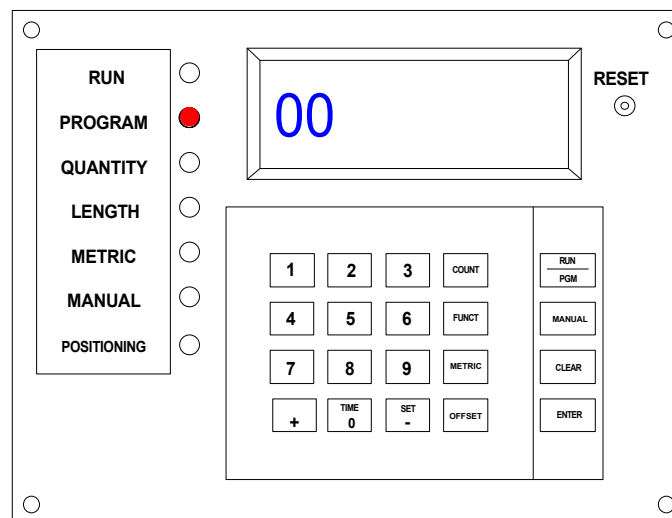 RUN
PROGRAM
QUANTITY
LENGTH
METRIC
MANUAL
POSITIONING
00
RESET
1 2 3 COUNT
4 5 6 FUNCT
7 8 9 METRIC
+ TIME 0 SET - OFFSET
RUN
PGM
MANUAL
CLEAR
ENTER